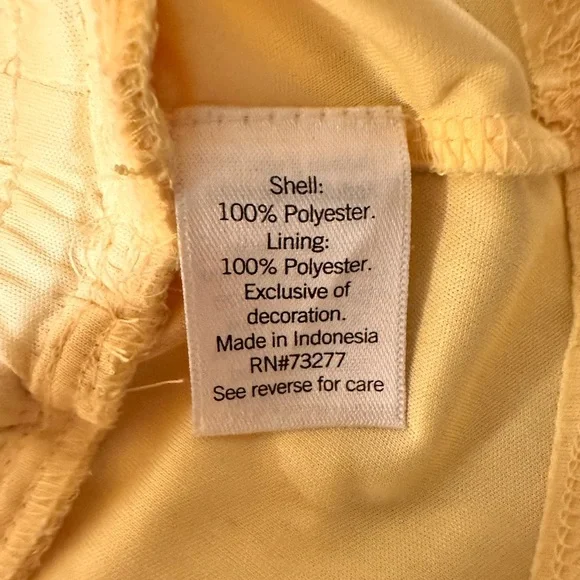 Shell:
100% Polyester.
Lining:
100% Polyester.
Exclusive of
decoration.
Made in Indonesia
RN#73277
See reverse for care